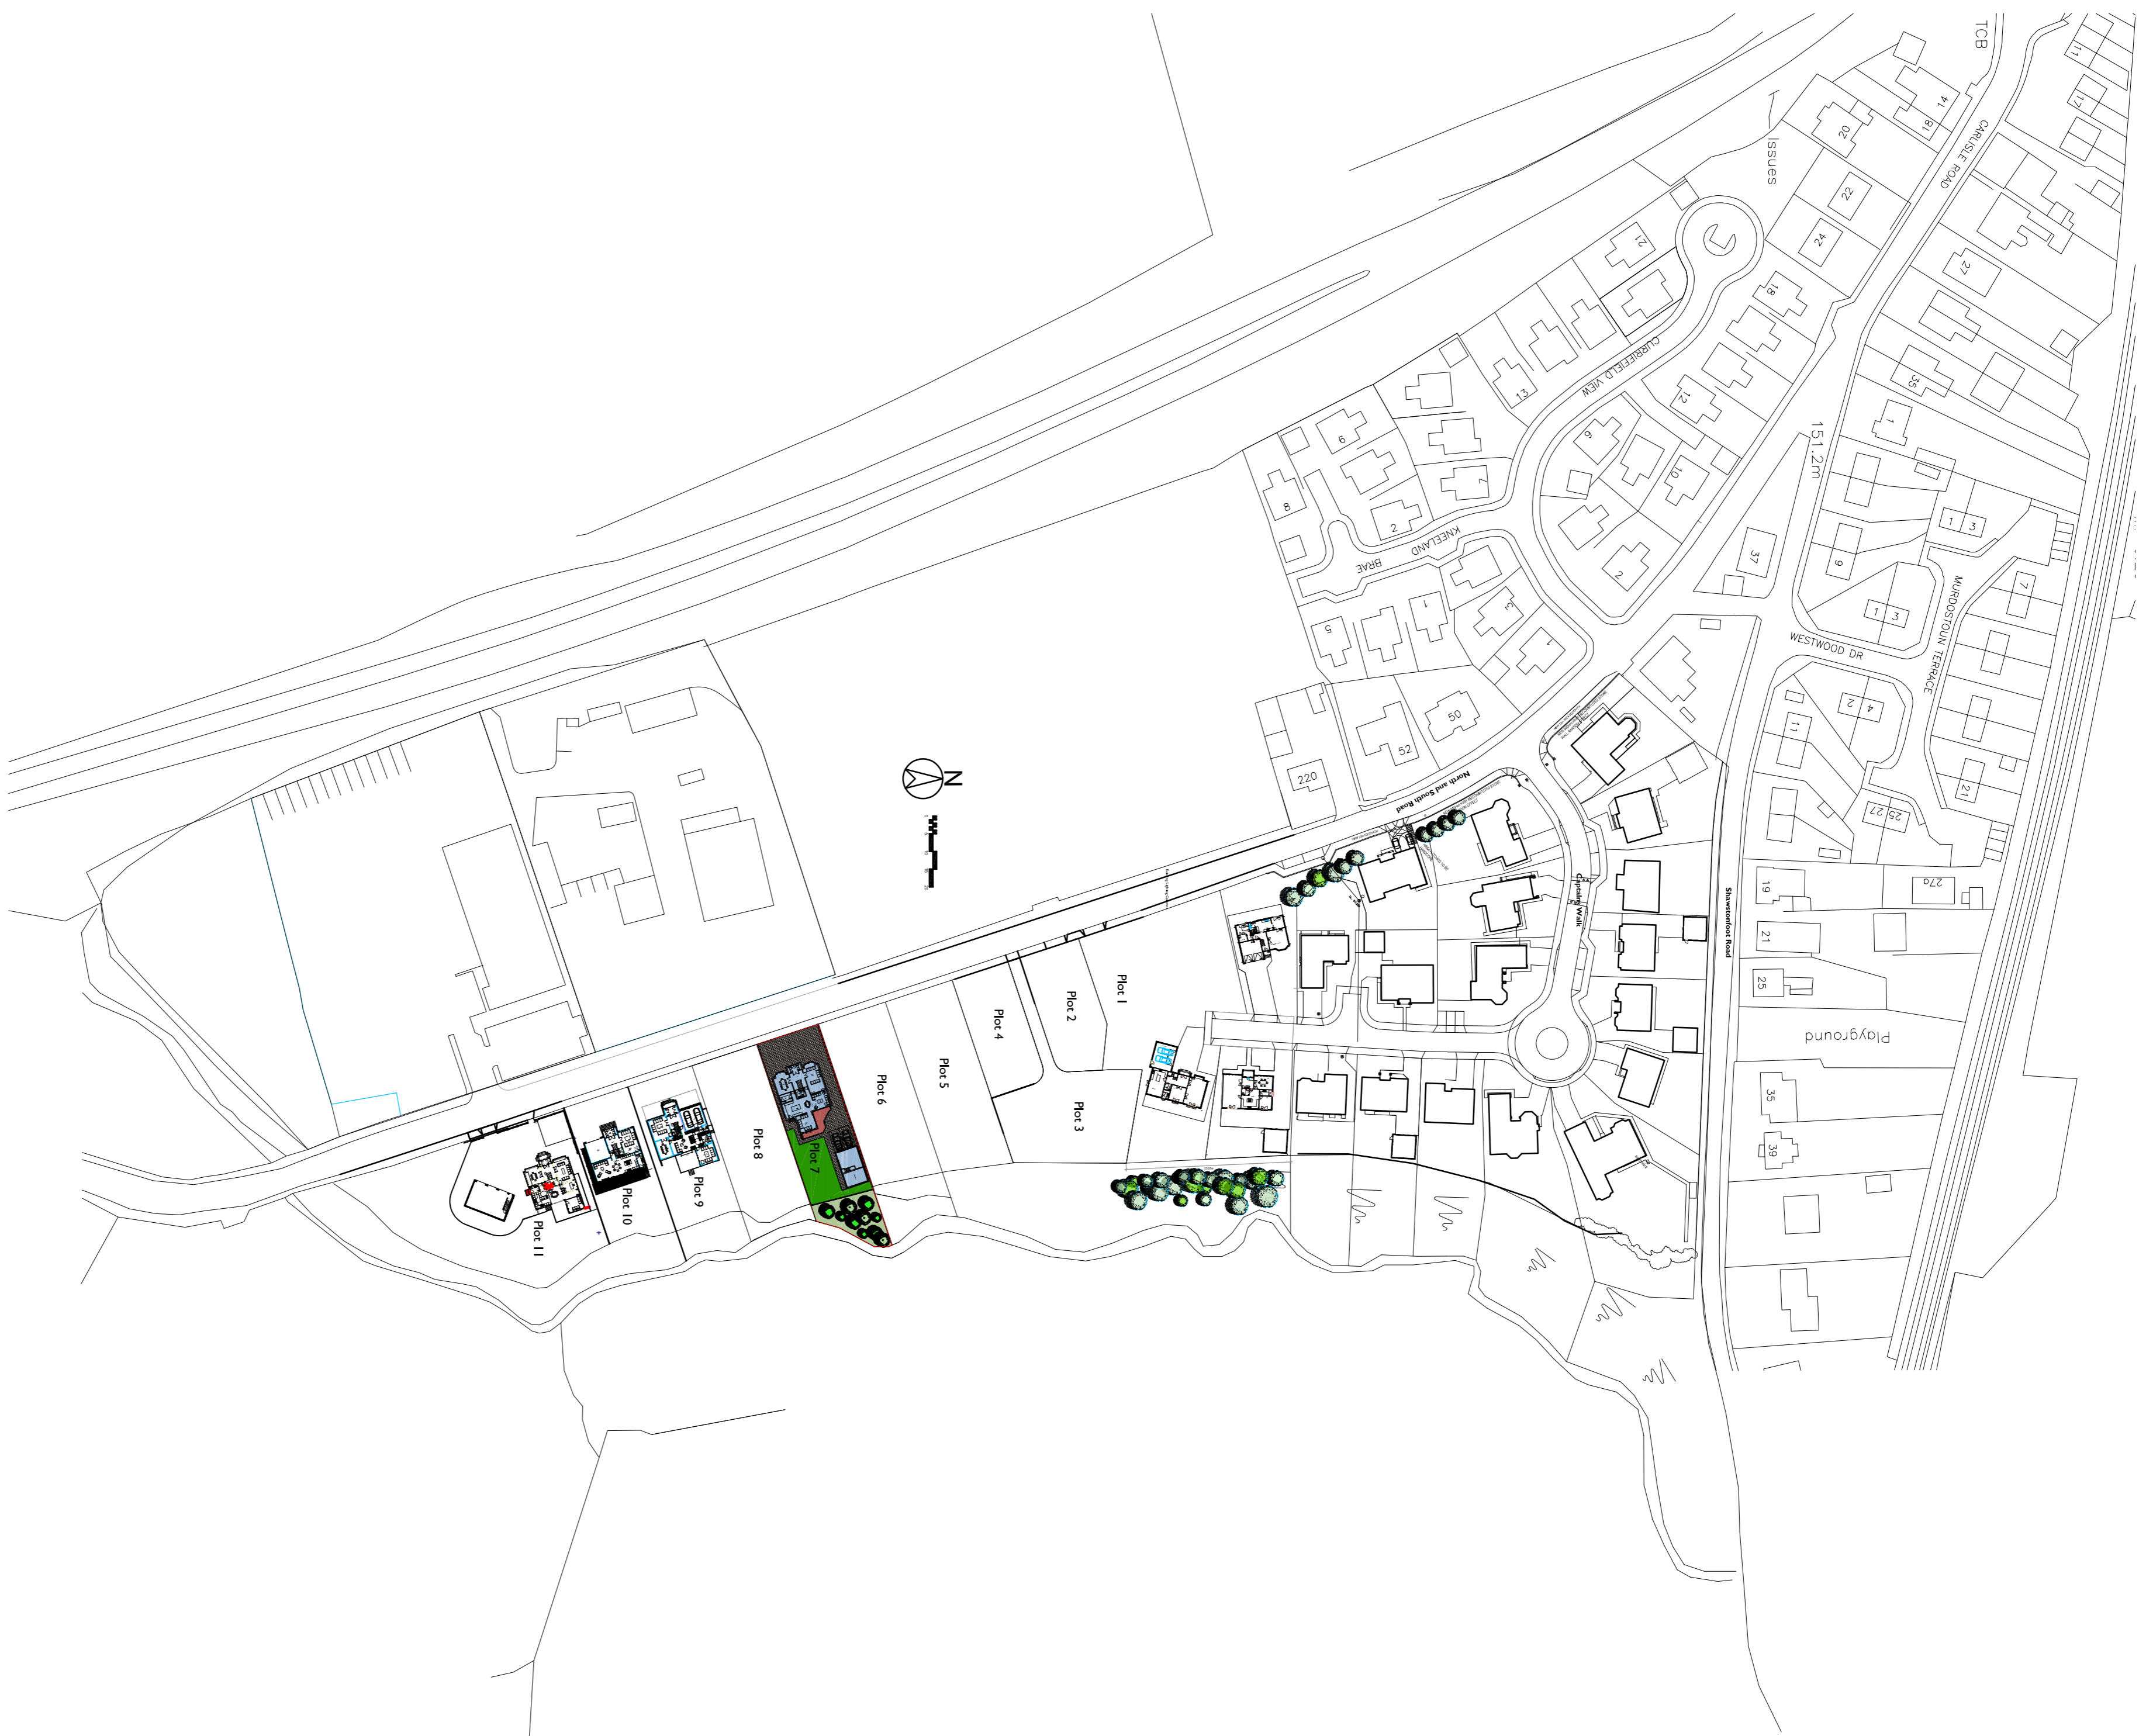 TCB
11
17
14
18
20
CARLISLE ROAD
Issues
22
24
21
27
18
CURRIEFIELD VIEW
35
13
12
1
6
9
151.2m
10
7
8
2
1 3
KNEELAND
BRAE
37
9
2
7
MURDOSTOUN TERRACE
1 3
5
1
3
1
WESTWOOD DR
2 4
11
50
52
220
21
North and South Road
25 27
N
Captains Walk
Shawstonfoot Road
19
27a
21
25
Playground
Plot 1
Plot 2
Plot 4
Plot 5
Plot 6
Plot 3
35
39
Plot 7
Plot 8
Plot 9
Plot 10
Plot 11